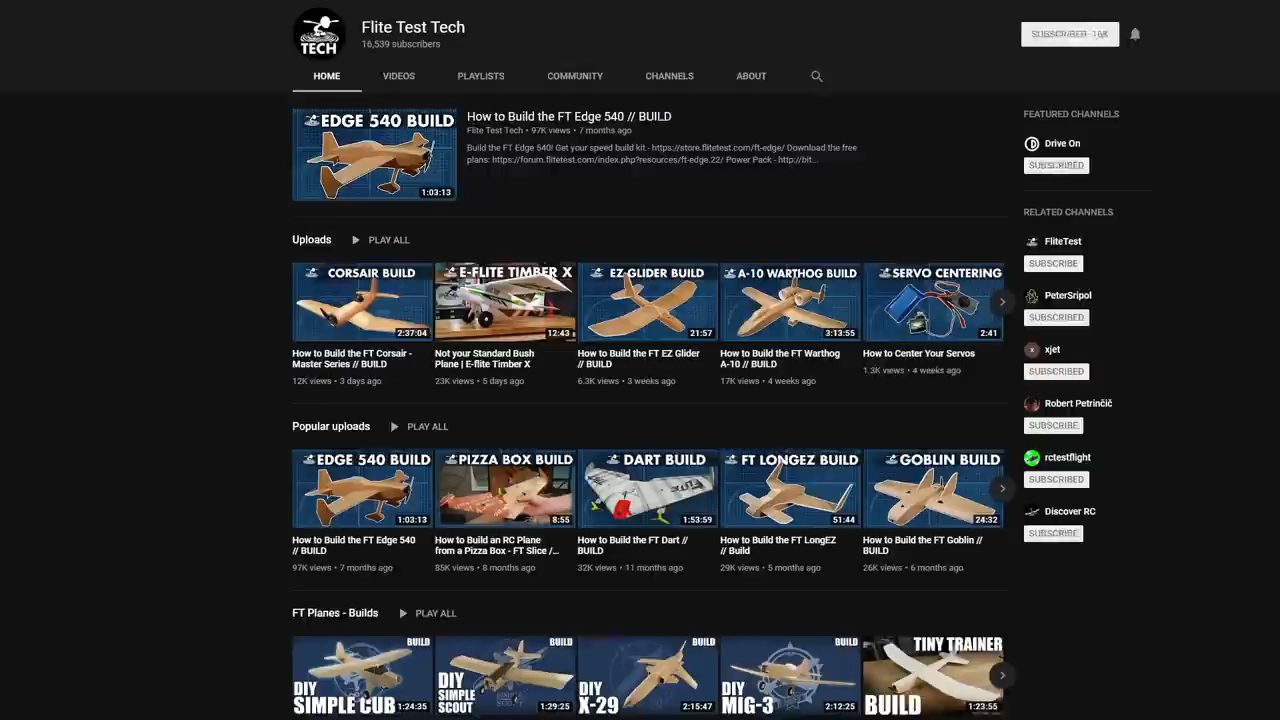 TECH
Flite Test Tech
16,539 subscribers
SUBSCRIBED 16K
HOME VIDEOS PLAYLISTS COMMUNITY CHANNELS ABOUT
EDGE 540 BUILD
1:03:13
How to Build the FT Edge 540 // BUILD
Flite Test Tech • 97K views • 7 months ago
Build the FT Edge 540! Get your speed build kit - https://store.flitetest.com/ft-edge/ Download the free
plans: https://forum.flitetest.com/index.php?resources/ft-edge.22/ Power Pack - http://bit...
FEATURED CHANNELS
Drive On
SUBSCRIBED
RELATED CHANNELS
FliteTest
SUBSCRIBE
PeterSripol
SUBSCRIBED
xjet
SUBSCRIBED
Robert Petrinčič
SUBSCRIBE
rctestflight
SUBSCRIBED
Discover RC
SUBSCRIBE
Uploads PLAY ALL
CORSAIR BUILD E-FLITE TIMBER X EZ GLIDER BUILD A-10 WARTHOG BUILD SERVO CENTERING
2:37:04 12:43 21:57 3:13:55 2:41
How to Build the FT Corsair - Not your Standard Bush How to Build the FT EZ Glider How to Build the FT Warthog How to Center Your Servos
Master Series // BUILD Plane | E-flite Timber X // BUILD A-10 // BUILD
12K views • 3 days ago 23K views • 5 days ago 6.3K views • 3 weeks ago 17K views • 4 weeks ago 1.3K views • 4 weeks ago
Popular uploads PLAY ALL
EDGE 540 BUILD PIZZA BOX BUILD DART BUILD FT LONGEZ BUILD GOBLIN BUILD
1:03:13 8:55 1:53:59 51:44 24:32
How to Build the FT Edge 540 How to Build an RC Plane How to Build the FT Dart // How to Build the FT LongEZ How to Build the FT Goblin //
// BUILD from a Pizza Box - FT Slice /... BUILD // Build BUILD
97K views • 7 months ago 85K views • 8 months ago 32K views • 11 months ago 29K views • 5 months ago 26K views • 6 months ago
FT Planes - Builds PLAY ALL
BUILD BUILD BUILD BUILD TINY TRAINER
DIY DIY DIY DIY
SIMPLE CUB SIMPLE SCOUT X-29 MIG-3 BUILD
1:24:35 1:29:25 2:15:47 2:12:25 1:23:55